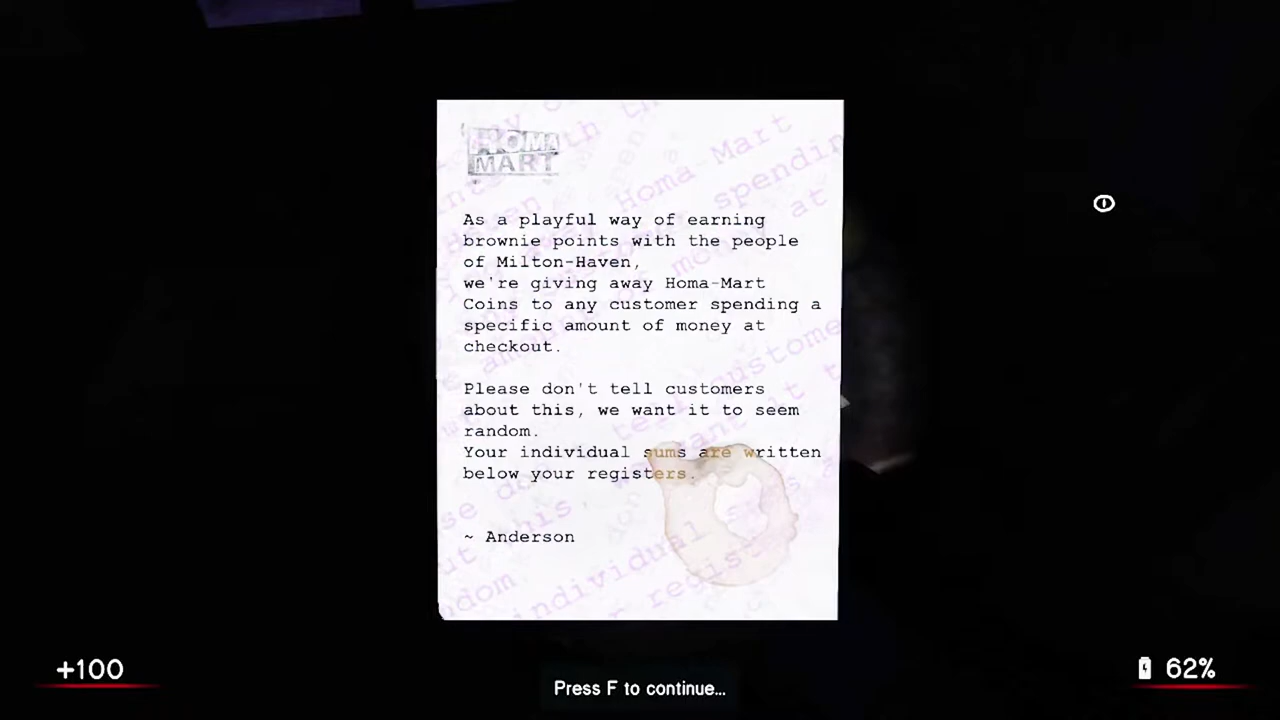 HOMA
MART
As a playful way of earning
brownie points with the people
of Milton-Haven,
we're giving away Homa-Mart
Coins to any customer spending a
specific amount of money at
checkout.
Please don't tell customers
about this, we want it to seem
random.
Your individual sums are written
below your registers.
~ Anderson
+100
62%
Press F to continue...